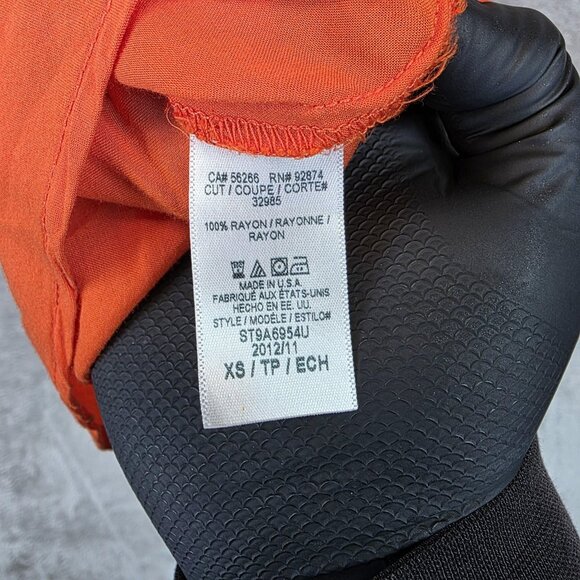 CA# 56266 RN# 92874
CUT / COUPE / CORTE#
32985
100% RAYON / RAYONNE /
RAYON
MADE IN U.S.A.
FABRIQUÉ AUX ÉTATS-UNIS
HECHO EN EE. UU.
STYLE / MODÈLE / ESTILO#
ST9A6954U
2012/11
XS / TP / ECH